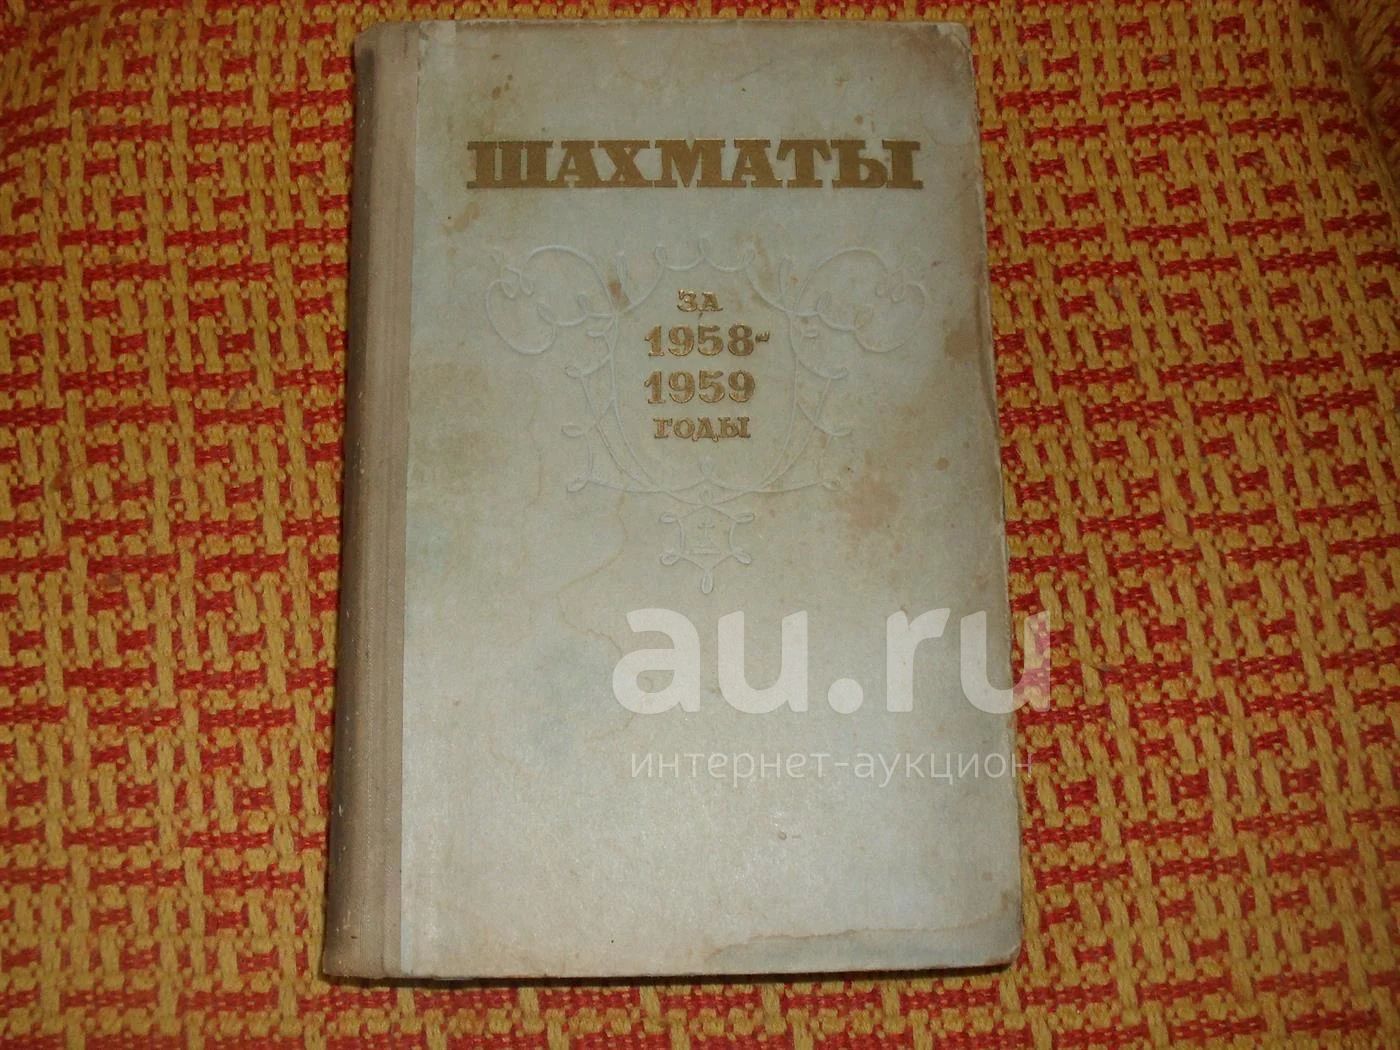 ШАХМАТЫ
ЗА
1958-
1959
ГОДЫ
au.ru
интернет-аукцион